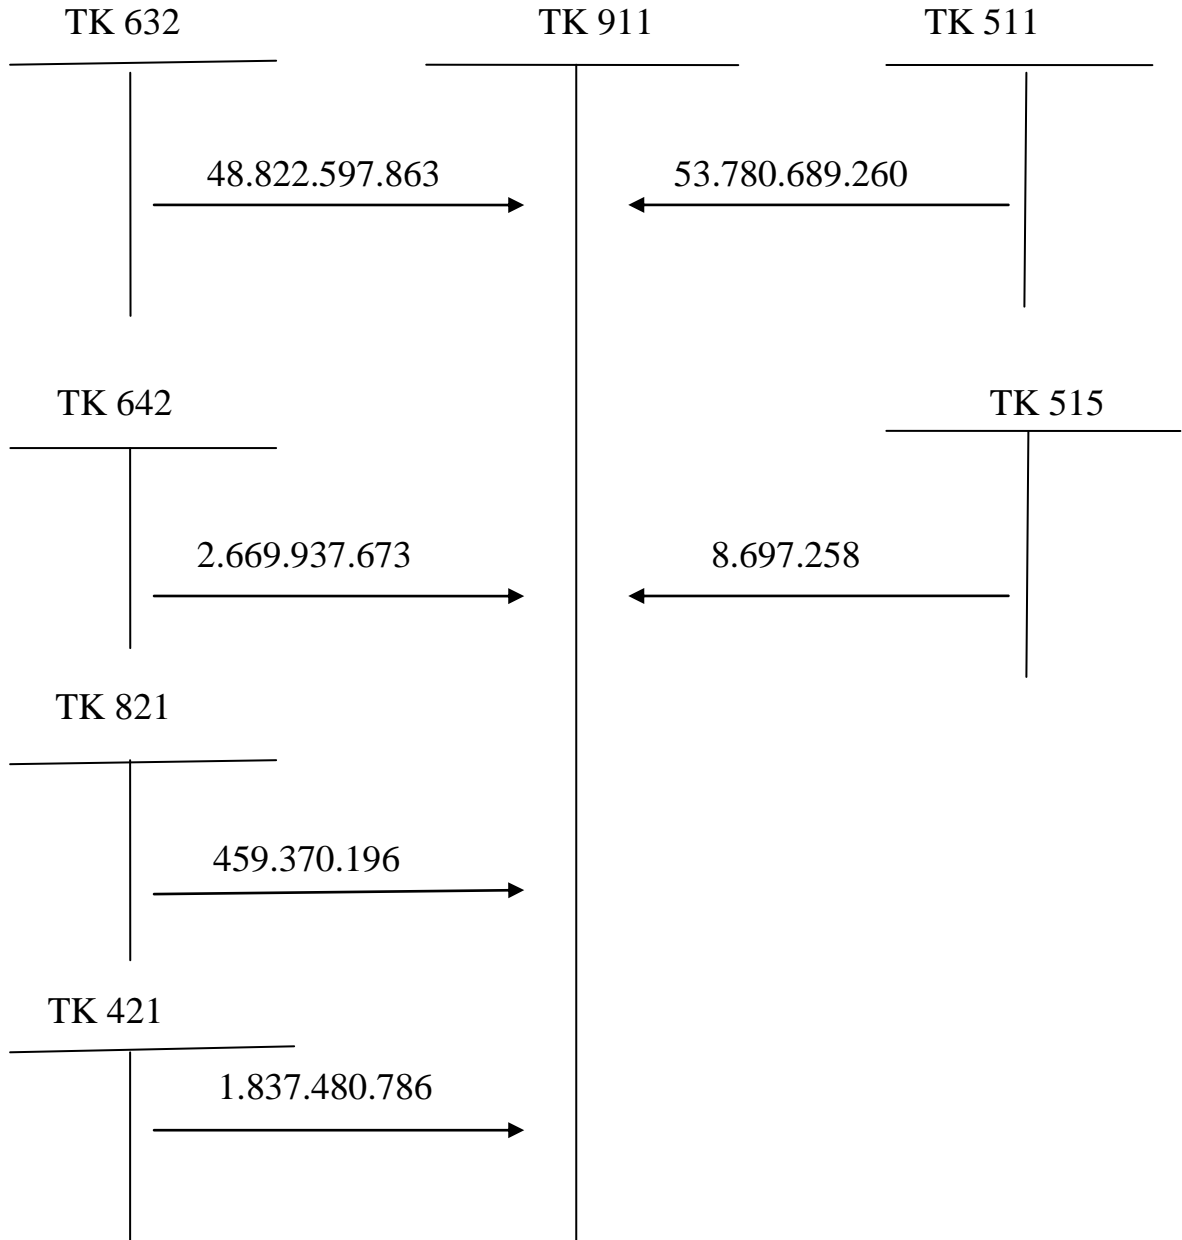 TK 632 TK 911 TK 511
48.822.597.863 53.780.689.260
TK 642 TK 515
2.669.937.673 8.697.258
TK 821
459.370.196
TK 421
1.837.480.786